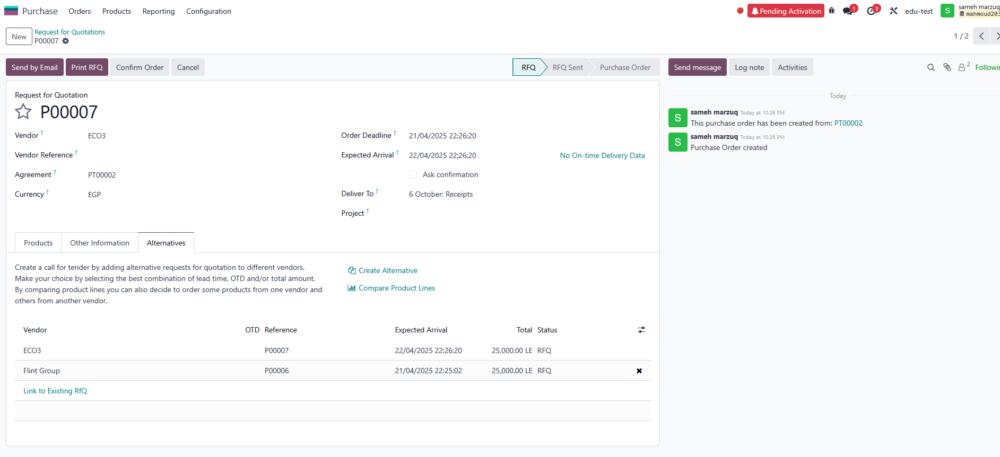 Purchase Orders Products Reporting Configuration
Pending Activation 1 3 edu-test S sameh marzuq
mahmoud203
New Request for Quotations
P00007
1 / 2
Send by Email Print RFQ Confirm Order Cancel
RFQ RFQ Sent Purchase Order
Request for Quotation
P00007
Vendor ? ECO3
Vendor Reference ?
Agreement ? PT00002
Currency ? EGP
Order Deadline ? 21/04/2025 22:26:20
Expected Arrival ? 22/04/2025 22:26:20 No On-time Delivery Data
Ask confirmation
Deliver To ? 6 October: Receipts
Project ?
Products Other Information Alternatives
Create a call for tender by adding alternative requests for quotation to different vendors.
Make your choice by selecting the best combination of lead time, OTD and/or total amount.
By comparing product lines you can also decide to order some products from one vendor and
others from another vendor.
Create Alternative
Compare Product Lines
Vendor OTD Reference Expected Arrival Total Status
ECO3 P00007 22/04/2025 22:26:20 25,000.00 LE RFQ
Flint Group P00006 21/04/2025 22:25:02 25,000.00 LE RFQ
Link to Existing RfQ
Send message Log note Activities 2 Followin
Today
S sameh marzuq Today at 10:26 PM
This purchase order has been created from: PT00002
S sameh marzuq Today at 10:26 PM
Purchase Order created